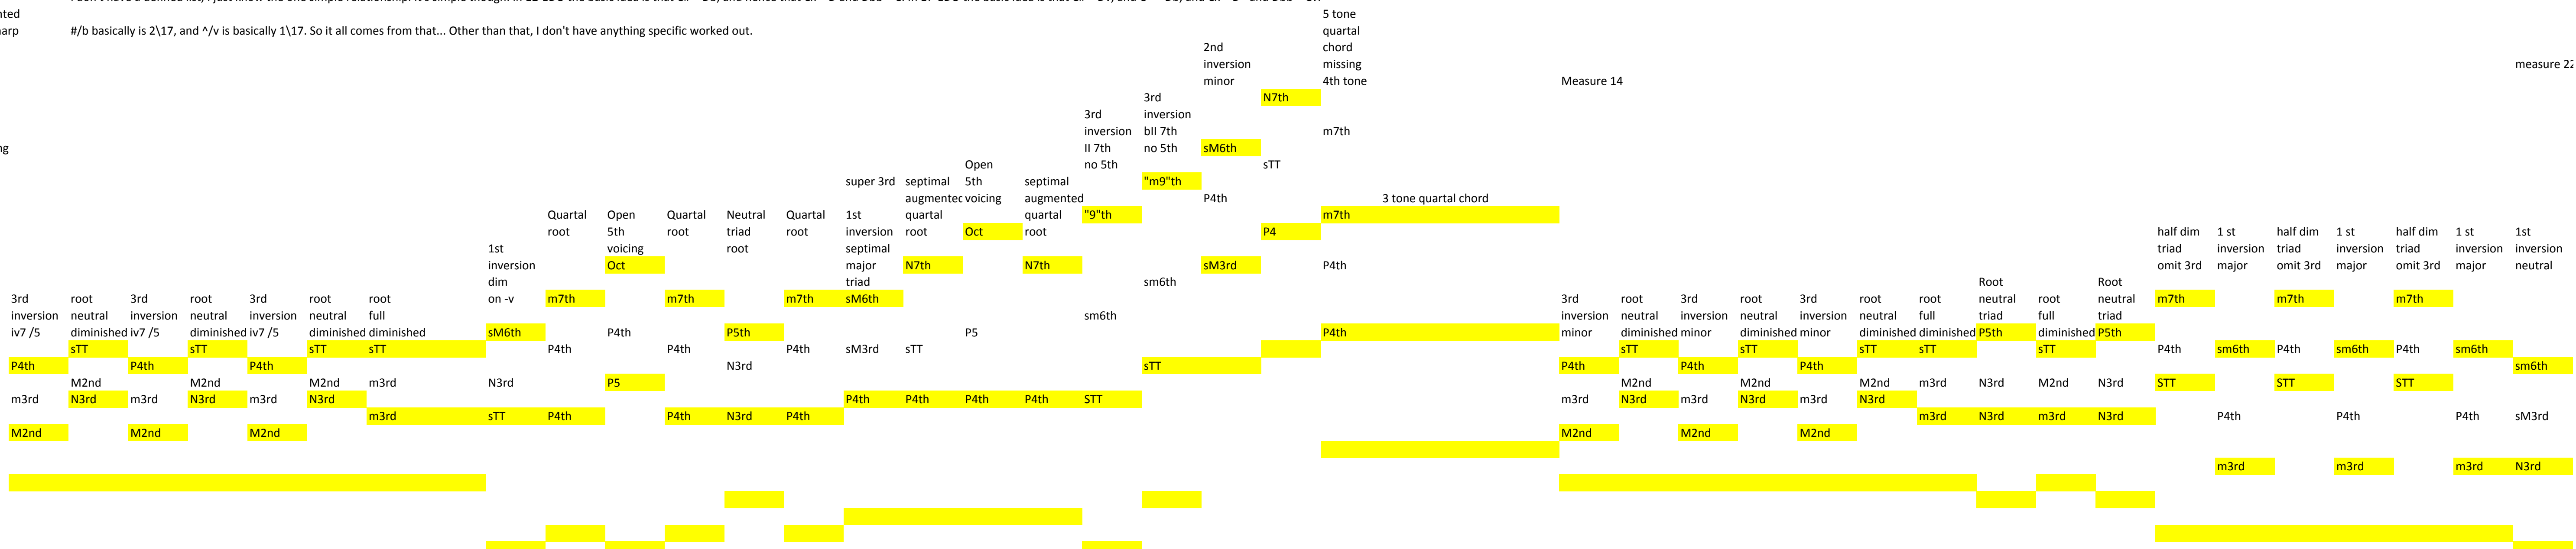 5 tone
arp #/b basically is 2\17, and ^/v is basically 1\17. So it all comes from that... Other than that, I don't have anything specific worked out. quartal
2nd chord
inversion missing measure 22
minor 4th tone Measure 14
3rd N7th
3rd inversion
inversion bII 7th m7th
II 7th no 5th sM6th
Open no 5th sTT
super 3rd septimal 5th septimal "m9"th
augmented voicing augmented P4th 3 tone quartal chord
Quartal Open Quartal Neutral Quartal 1st quartal quartal "9"th m7th
root 5th root triad root inversion root Oct root P4 half dim 1 st half dim 1 st half dim 1 st 1st
1st voicing root septimal triad inversion triad inversion triad inversion inversion
inversion Oct major N7th N7th sM3rd P4th omit 3rd major omit 3rd major omit 3rd major neutral
dim triad sm6th Root Root
3rd root 3rd root 3rd root root on -v m7th m7th m7th sM6th 3rd root 3rd root 3rd root root neutral root neutral m7th m7th m7th
inversion neutral inversion neutral inversion neutral full sm6th inversion neutral inversion neutral inversion neutral full triad full triad
iv7 /5 diminished iv7 /5 diminished iv7 /5 diminished diminished sM6th P4th P5th P5 P4th minor diminished minor diminished minor diminished diminished P5th diminished P5th
sTT sTT sTT sTT P4th P4th P4th sM3rd sTT sTT sTT sTT sTT sTT P4th sm6th P4th sm6th P4th sm6th
P4th P4th P4th N3rd sTT P4th P4th P4th sm6th
M2nd M2nd M2nd m3rd N3rd P5 M2nd M2nd M2nd m3rd N3rd M2nd N3rd STT STT STT
m3rd N3rd m3rd N3rd m3rd N3rd P4th P4th P4th P4th STT m3rd N3rd m3rd N3rd m3rd N3rd
m3rd sTT P4th P4th N3rd P4th m3rd N3rd m3rd N3rd P4th P4th P4th sM3rd
M2nd M2nd M2nd M2nd M2nd M2nd
m3rd m3rd m3rd N3rd